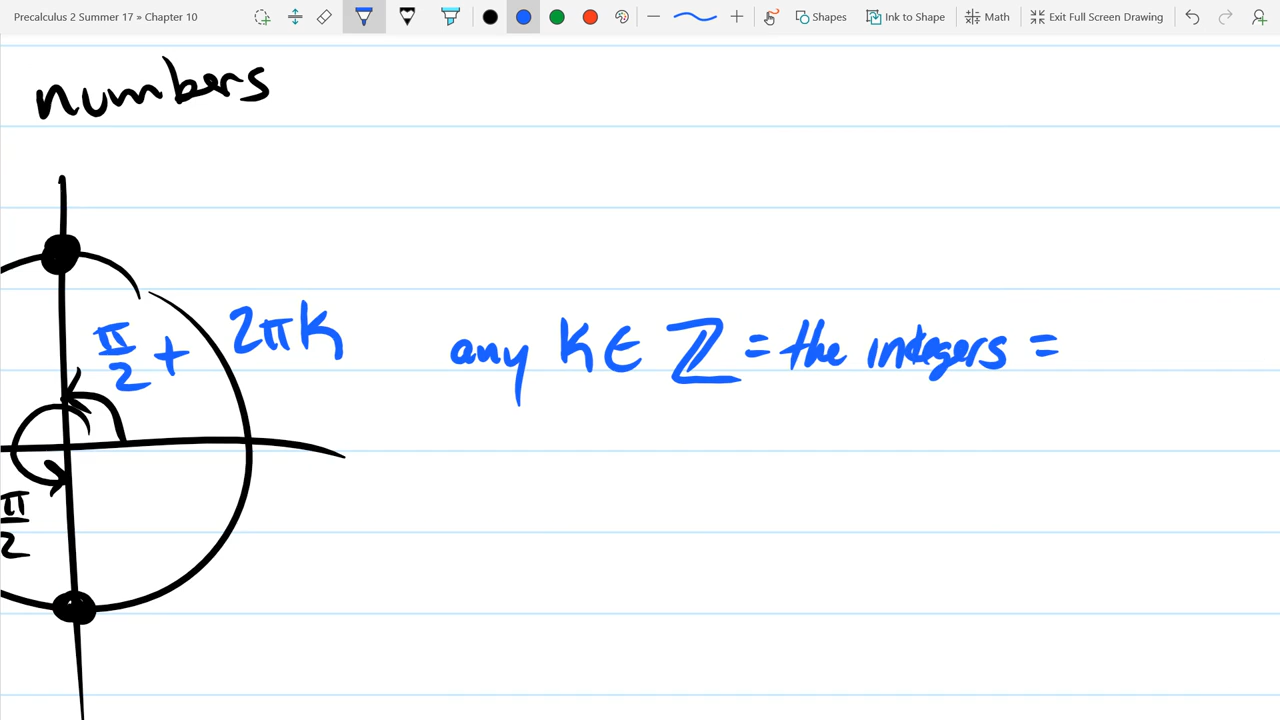 Precalculus 2 Summer 17 » Chapter 10
Shapes
Ink to Shape
Math
Exit Full Screen Drawing
numbers
π/2 + 2πK any K ∈ ℤ = the integers =
π/2